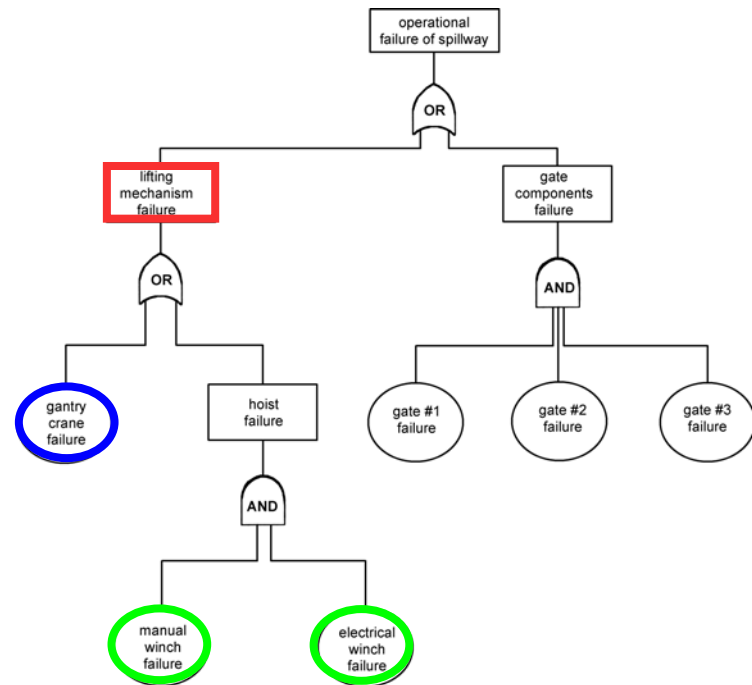 operational
failure of spillway
OR
lifting
mechanism
failure
gate
components
failure
OR
AND
gantry
crane
failure
hoist
failure
gate #1
failure
gate #2
failure
gate #3
failure
AND
manual
winch
failure
electrical
winch
failure